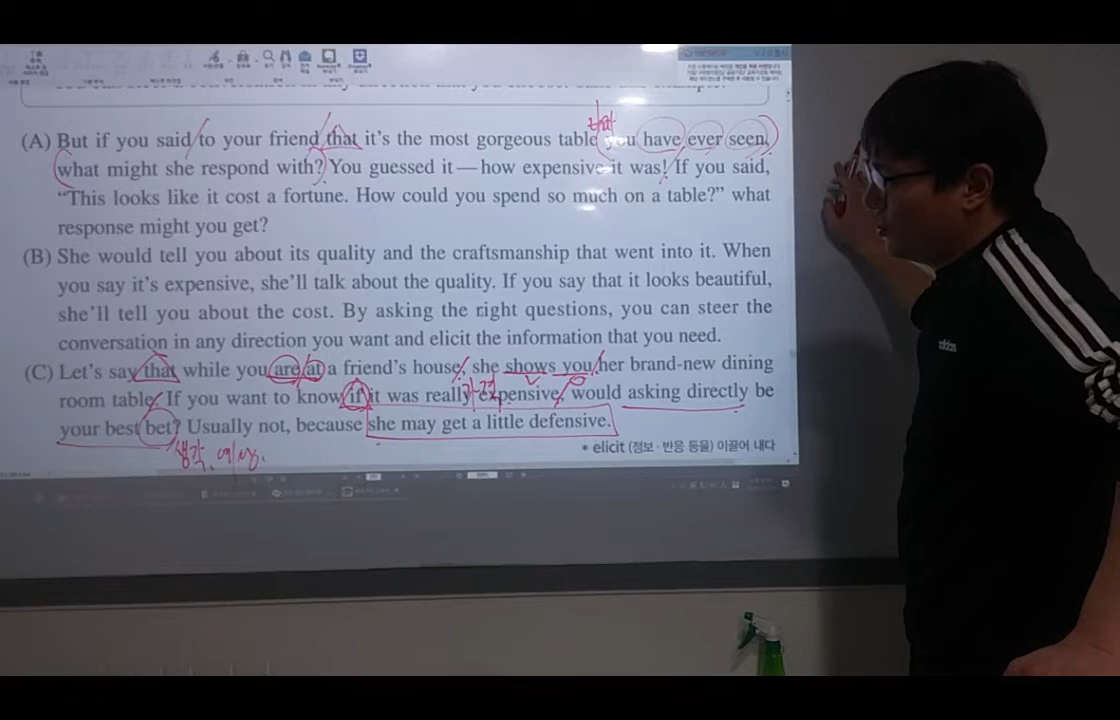 (A) But if you said to your friend that it's the most gorgeous table you have ever seen,
that
what might she respond with? You guessed it — how expensive it was! If you said,
“This looks like it cost a fortune. How could you spend so much on a table?” what
response might you get?
(B) She would tell you about its quality and the craftsmanship that went into it. When
you say it's expensive, she'll talk about the quality. If you say that it looks beautiful,
she'll tell you about the cost. By asking the right questions, you can steer the
conversation in any direction you want and elicit the information that you need.
(C) Let's say that while you are at a friend's house, she shows you her brand-new dining
room table. If you want to know if it was really expensive, would asking directly be
your best bet? Usually not, because she may get a little defensive.
생각,
* elicit (정보·반응 등을) 이끌어 내다
adidas